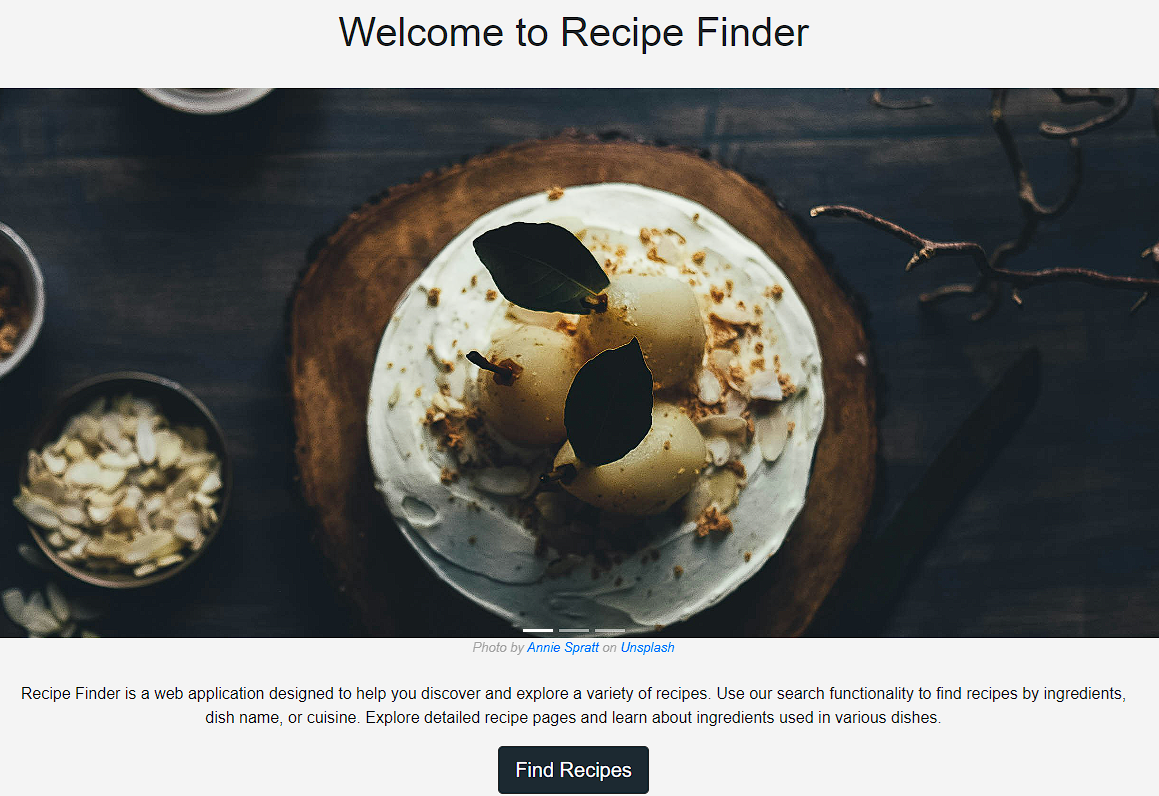 Welcome to Recipe Finder
Photo by Annie Spratt on Unsplash
Recipe Finder is a web application designed to help you discover and explore a variety of recipes. Use our search functionality to find recipes by ingredients,
dish name, or cuisine. Explore detailed recipe pages and learn about ingredients used in various dishes.
Find Recipes